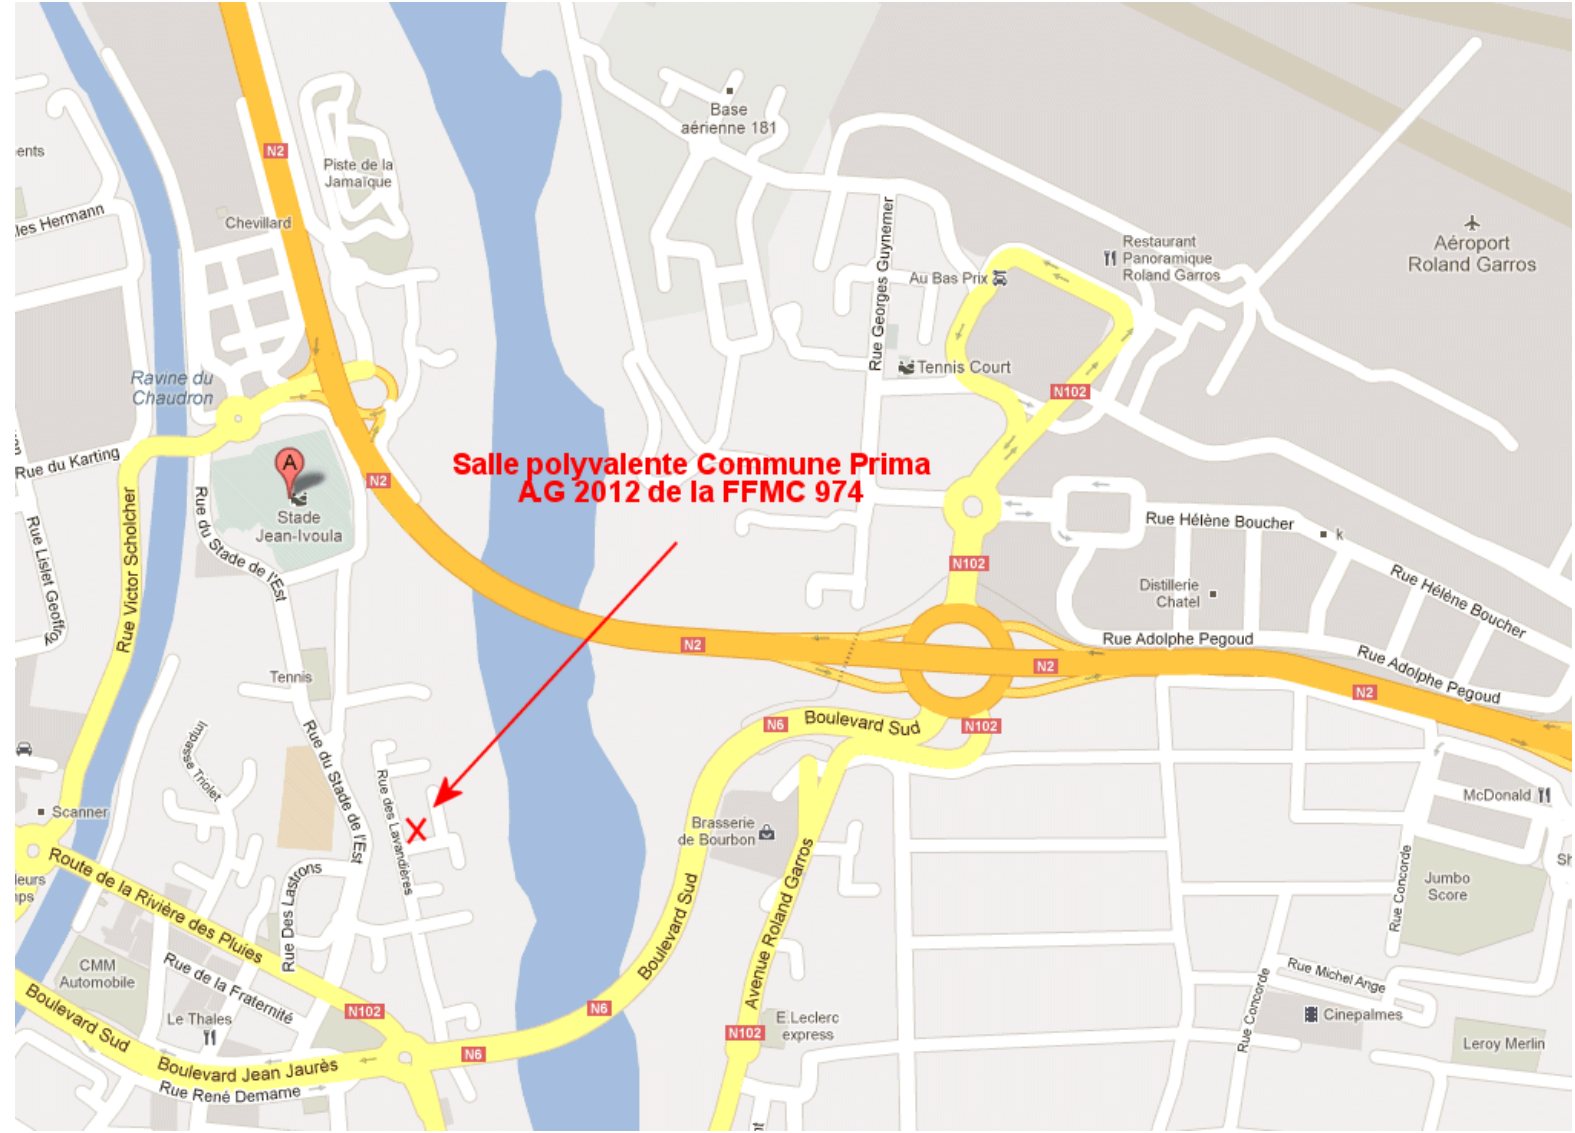 N2
Base
aérienne 181
ents
Piste de la
Jamaïque
Chevillard
les Hermann
Rue Georges Guynemer
Restaurant
Panoramique
Roland Garros
Aéroport
Roland Garros
Au Bas Prix
Tennis Court
N102
Ravine du
Chaudron
Rue du Karting
A
Stade
Jean-Ivoula
N2
Salle polyvalente Commune Prima
AG 2012 de la FFMC 974
Rue Hélène Boucher
k
N102
Rue Victor Scholcher
Rue du Stade de l'Est
Rue Lislet Geoffroy
Distillerie
Chatel
Rue Hélène Boucher
Rue Adolphe Pegoud
N2
N2
Rue Adolphe Pegoud
N2
Tennis
N6
Boulevard Sud
N102
Impasse Triolet
Rue du Stade de l'Est
Rue des Lavandières
Scanner
McDonald
Brasserie
de Bourbon
Route de la Rivière des Pluies
leurs
nps
Rue Des Lastrons
Avenue Roland Garros
Boulevard Sud
Rue Concorde
Jumbo
Score
Sh
CMM
Automobile
Rue de la Fraternité
Rue Michel Ange
Rue Concorde
Boulevard Sud
Le Thales
N102
N6
E.Leclerc
express
N102
Cinepalmes
Leroy Merlin
N6
Boulevard Jean Jaurès
Rue René Demarne